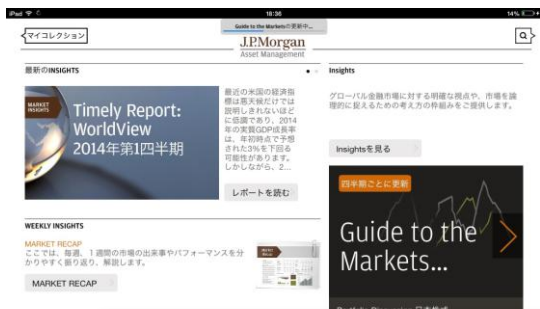 iPad
18:36
14%
Guide to the Marketsの更新中...
マイコレクション
J.P.Morgan
Asset Management
最新のINSIGHTS
MARKET
INSIGHTS
Timely Report:
WorldView
2014年第1四半期
最近の米国の経済指
標は悪天候だけでは
説明しきれないほど
に低調であり、2014
年の実質GDP成長率
は、年初時点で予想
された3%を下回る
可能性があります。
しかしながら、2...
レポートを読む
Insights
グローバル金融市場に対する明確な視点や、市場を論
理的に捉えるための考え方の枠組みをご提供します。
Insightsを見る
四半期ごとに更新
Guide to the
Markets...
WEEKLY INSIGHTS
MARKET RECAP
ここでは、毎週、1週間の市場の出来事やパフォーマンスを分
かりやすく振り返り、解説します。
MARKET RECAP